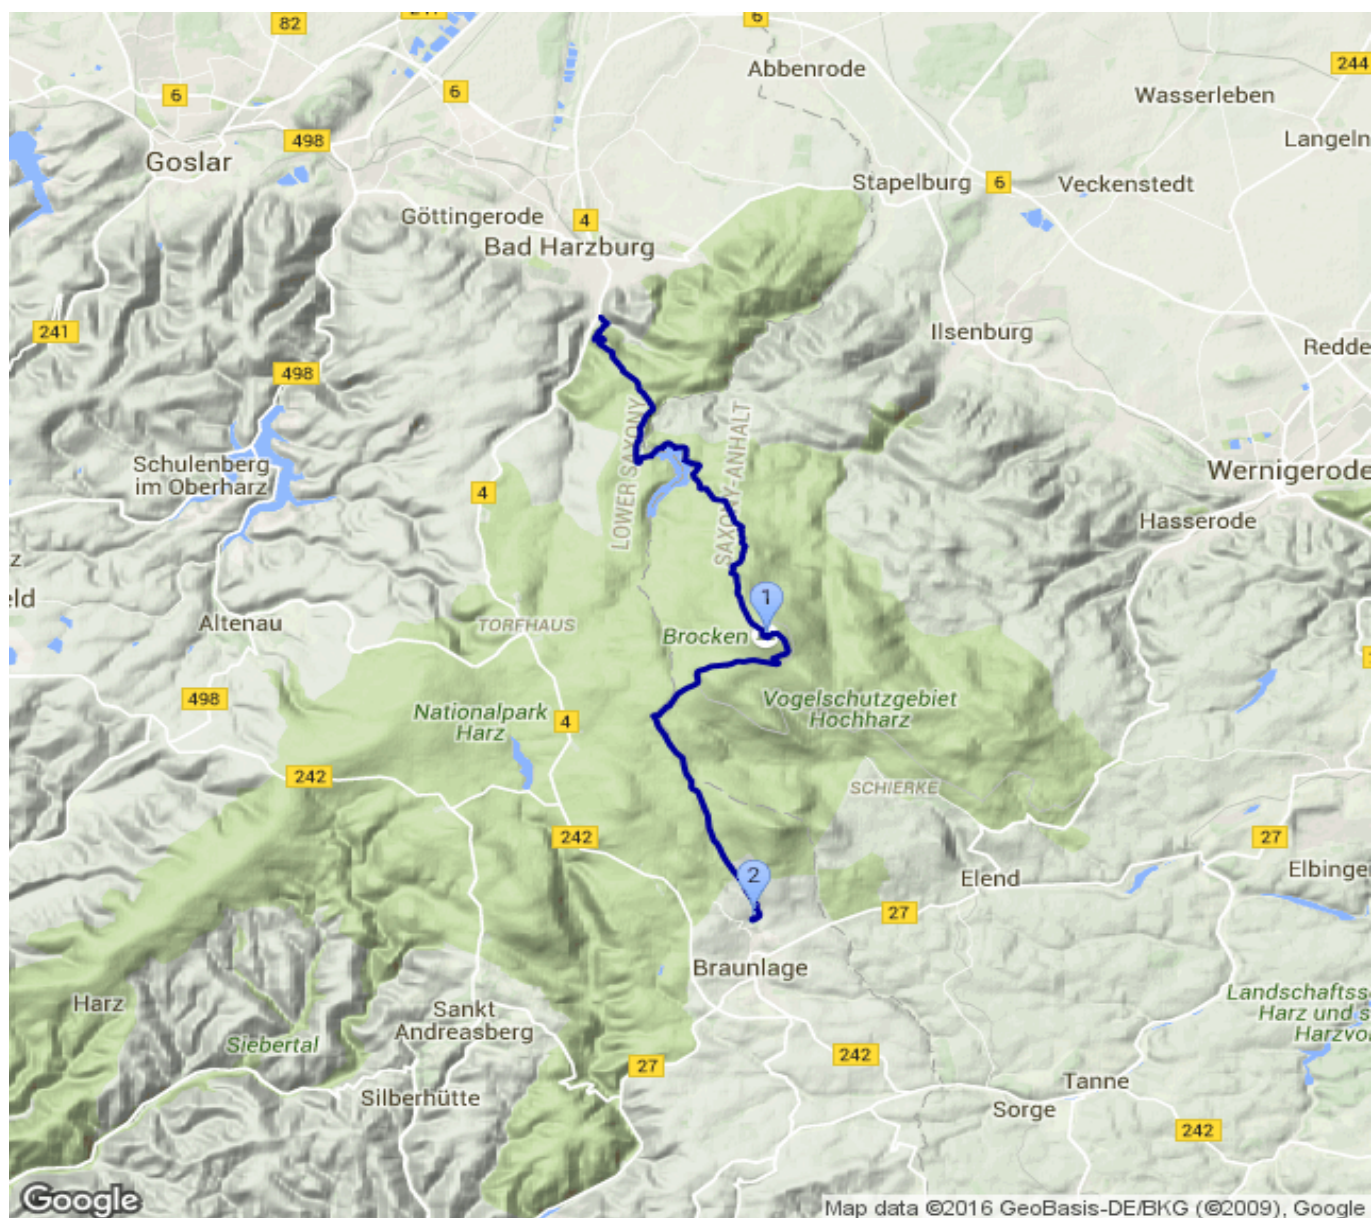 82
6
Abbenrode
244
6
6
Wasserleben
498
Langeln
Goslar
Stapelburg
6
Veckenstedt
Göttingerode
4
Bad Harzburg
241
Ilsenburg
Redde
498
LOWER SAXONY
SAXONY-ANHALT
Schulenberg
im Oberharz
4
Wernigerode
Hasserode
z
eld
1
Altenau
TORFHAUS
Brocken
498
Nationalpark
Harz
4
Vogelschutzgebiet
Hochharz
242
SCHIERKE
242
27
Elbinger
2
Elend
27
Braunlage
Harz
Sankt
Andreasberg
Landschaftss
Harz und s
Harzvo
Siebertal
27
242
Silberhütte
Tanne
Sorge
242
Google
Map data ©2016 GeoBasis-DE/BKG (©2009), Google